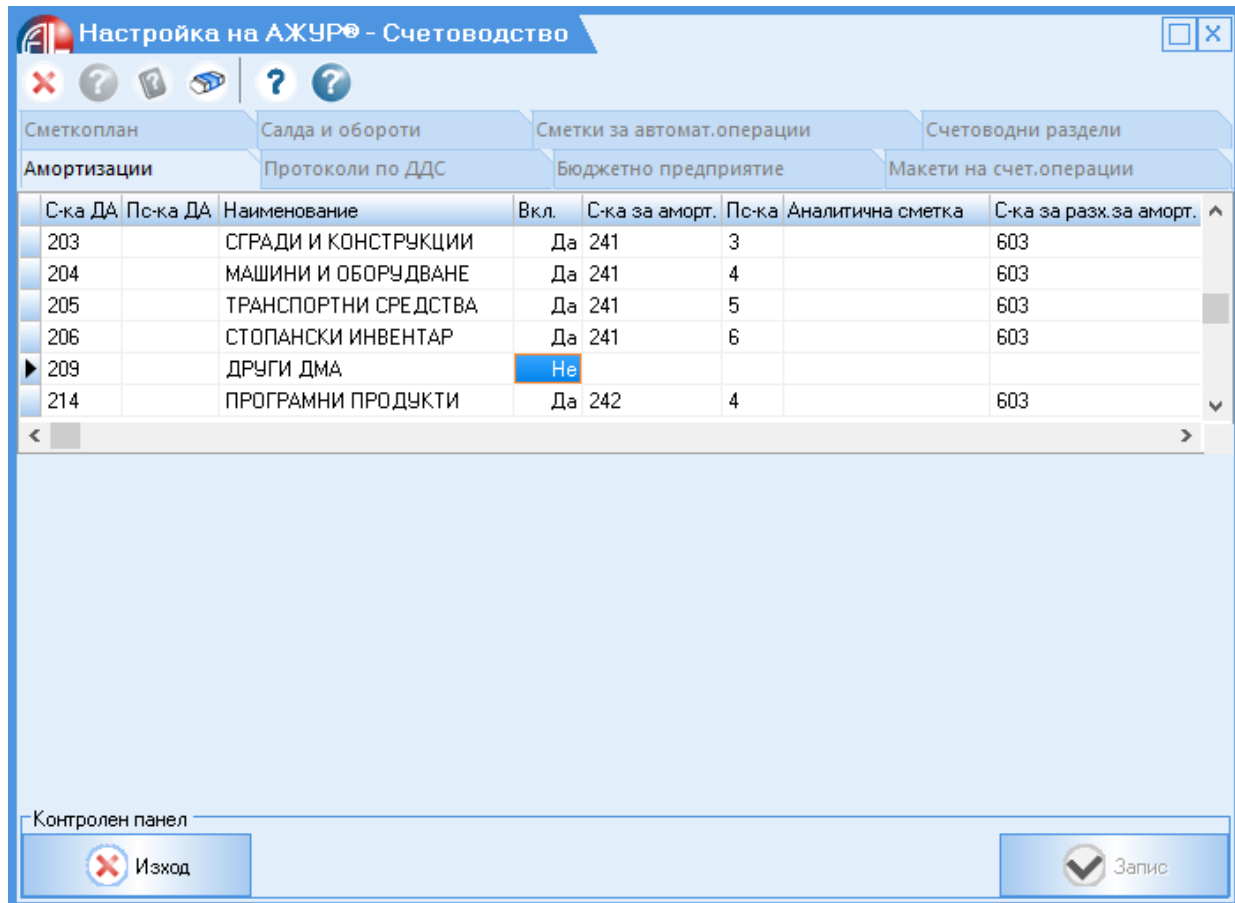 Настройка на АЖУР® - Счетоводство
Сметкоплан Салда и обороти Сметки за автомат.операции Счетоводни раздели
Амортизации Протоколи по ДДС Бюджетно предприятие Макети на счет.операции
С-ка ДА Пс-ка ДА Наименование Вкл. С-ка за аморт. Пс-ка Аналитична сметка С-ка за разх.за аморт.
203 СГРАДИ И КОНСТРУКЦИИ Да 241 3 603
204 МАШИНИ И ОБОРУДВАНЕ Да 241 4 603
205 ТРАНСПОРТНИ СРЕДСТВА Да 241 5 603
206 СТОПАНСКИ ИНВЕНТАР Да 241 6 603
209 ДРУГИ ДМА Не
214 ПРОГРАМНИ ПРОДУКТИ Да 242 4 603
Контролен панел
Изход Запис